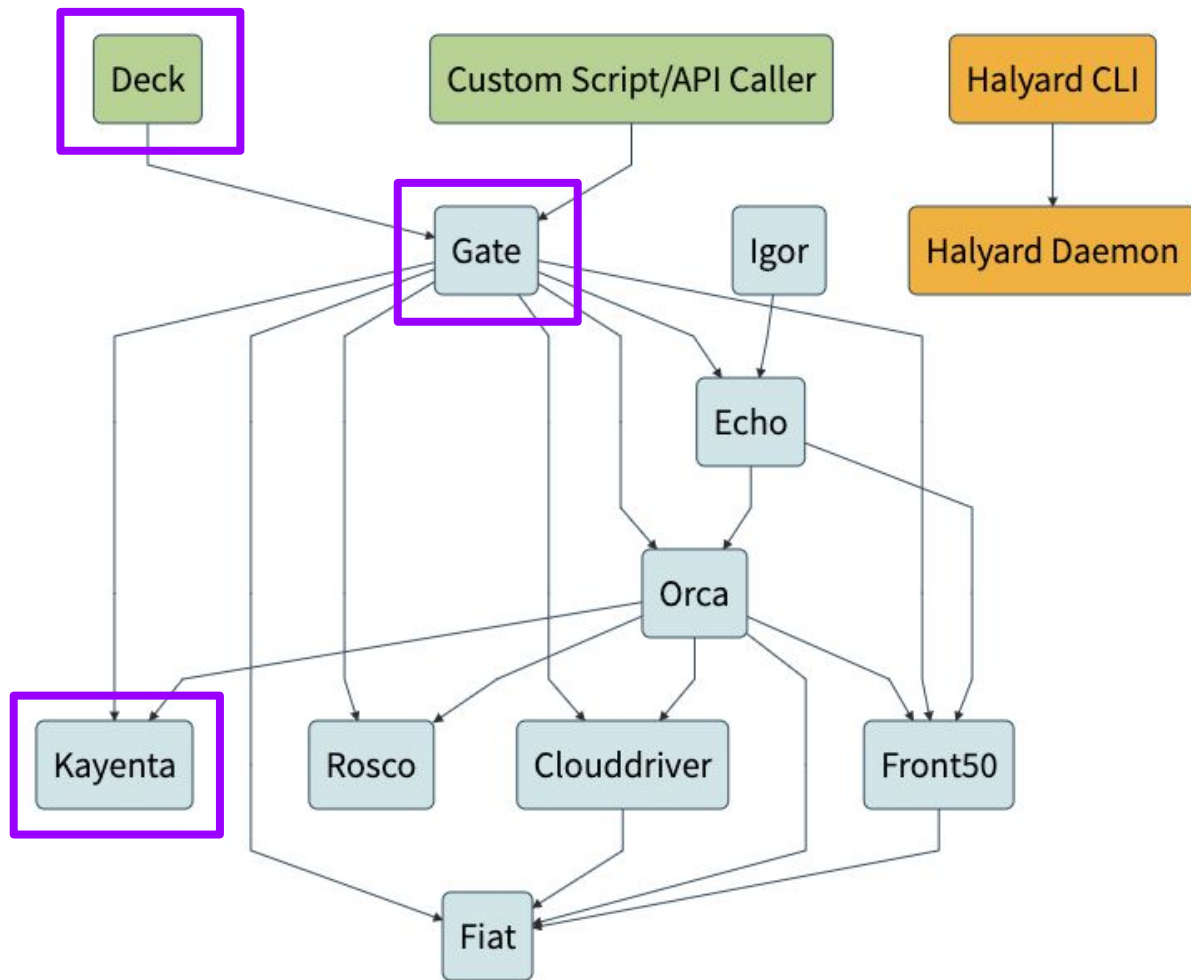 Deck
Custom Script/API Caller
Halyard CLI
Gate
Igor
Halyard Daemon
Echo
Orca
Kayenta
Rosco
Clouddriver
Front50
Fiat